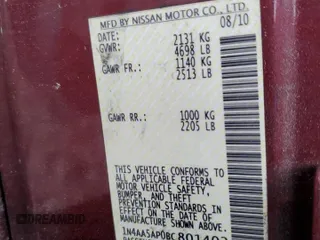 MFD BY NISSAN MOTOR CO., LTD.
DATE: 08/10
GVWR: 2131 KG
4698 LB
GAWR FR.: 1140 KG
2513 LB
GAWR RR.: 1000 KG
2205 LB
THIS VEHICLE CONFORMS TO
ALL APPLICABLE FEDERAL
MOTOR VEHICLE SAFETY,
BUMPER, AND THEFT
PREVENTION STANDARDS
IN EFFECT ON THE DATE OF
MANUFACTURE SHOWN ABOVE.
DREAMBID